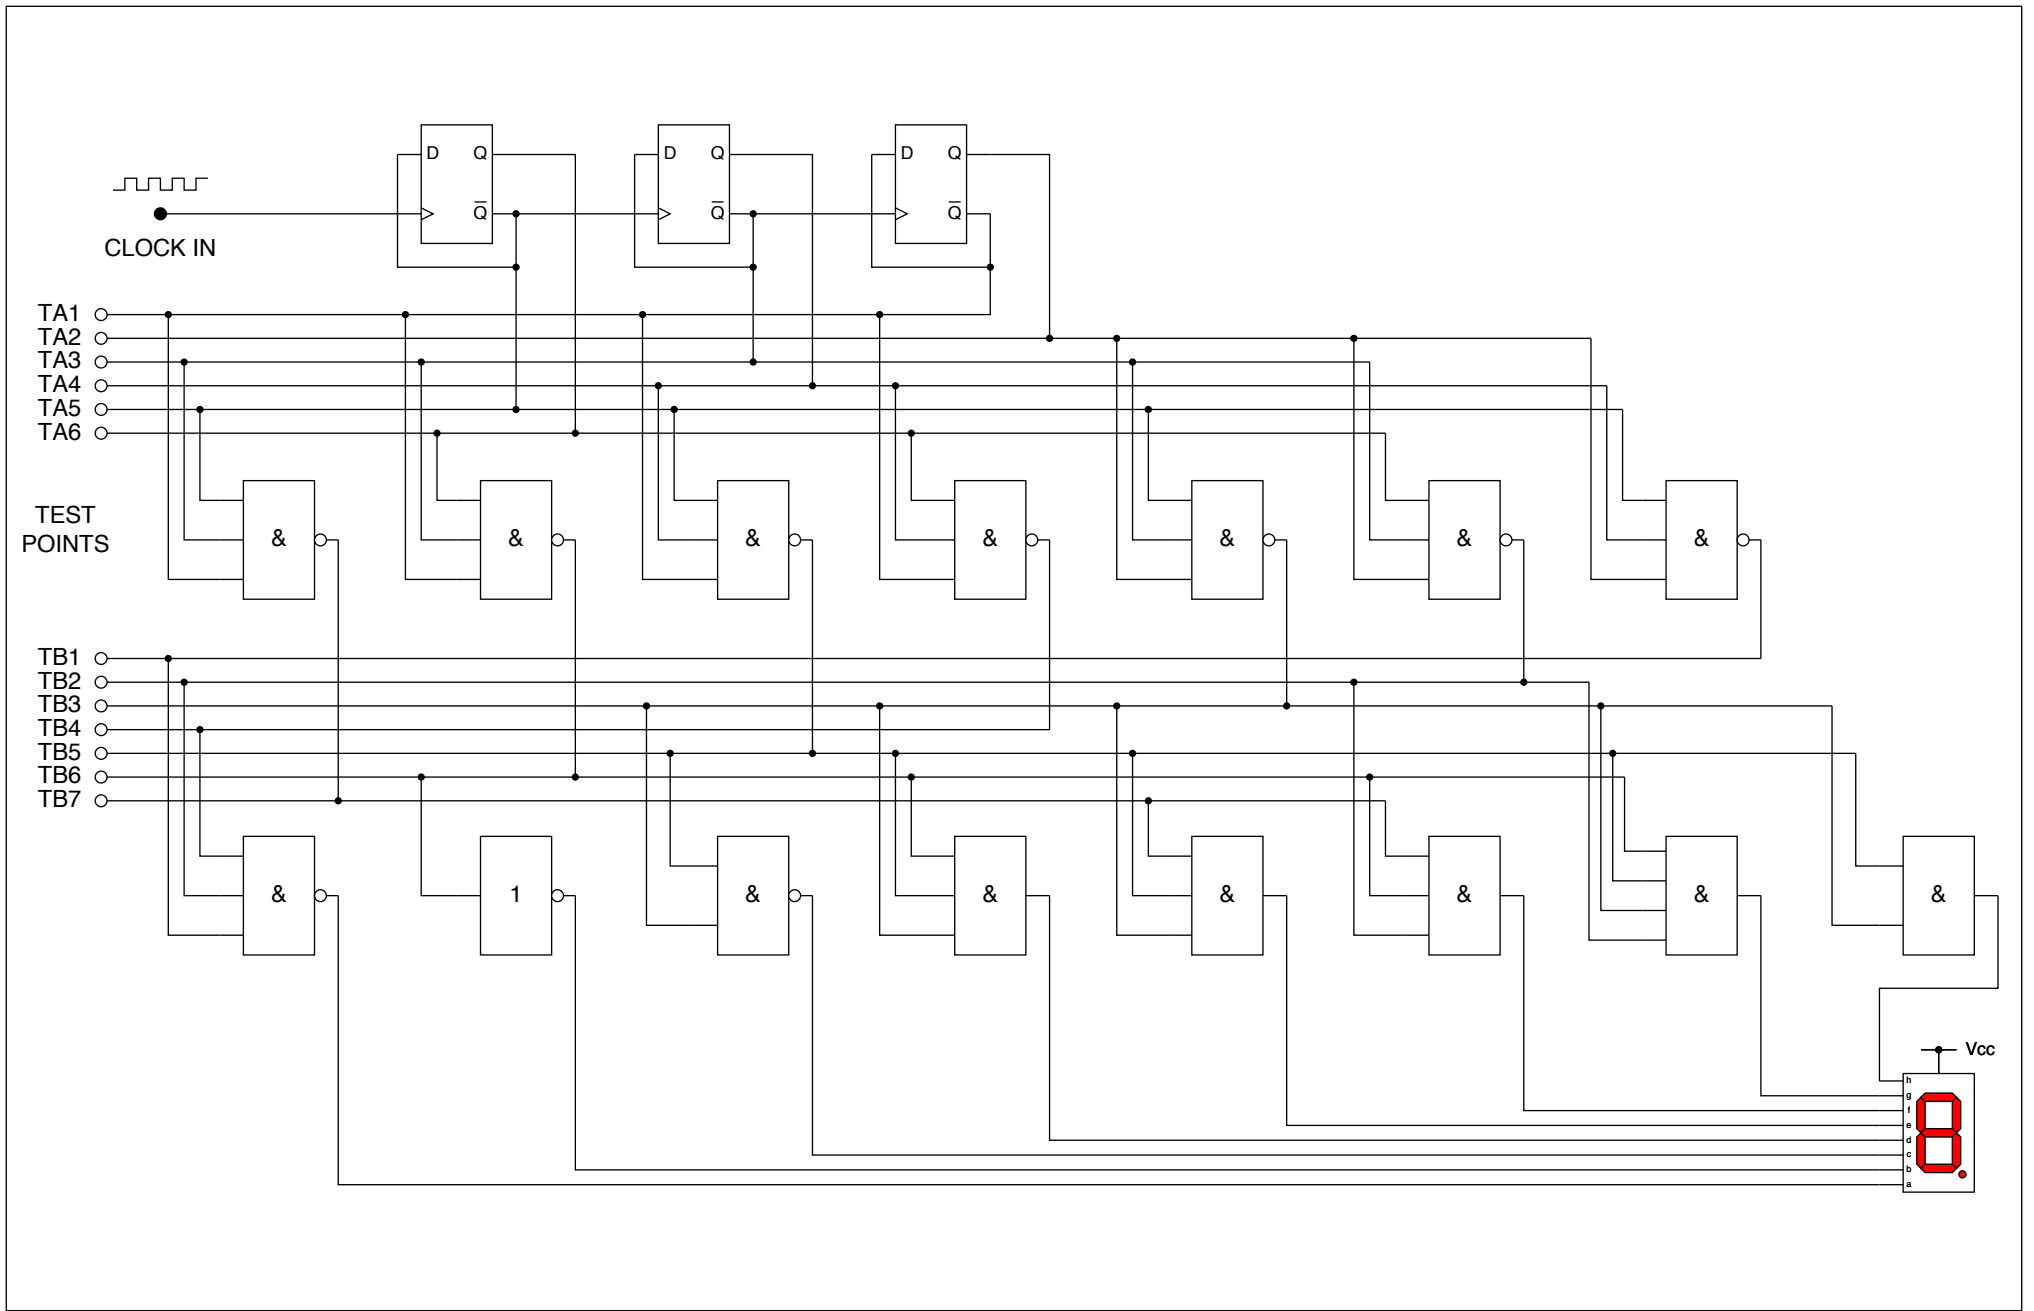 D Q
Q̅
D Q
Q̅
D Q
Q̅
CLOCK IN
TA1
TA2
TA3
TA4
TA5
TA6
TEST
POINTS
& & & & & & &
TB1
TB2
TB3
TB4
TB5
TB6
TB7
& 1 & & & & & &
Vcc
h
g
f
e
d
c
b
a